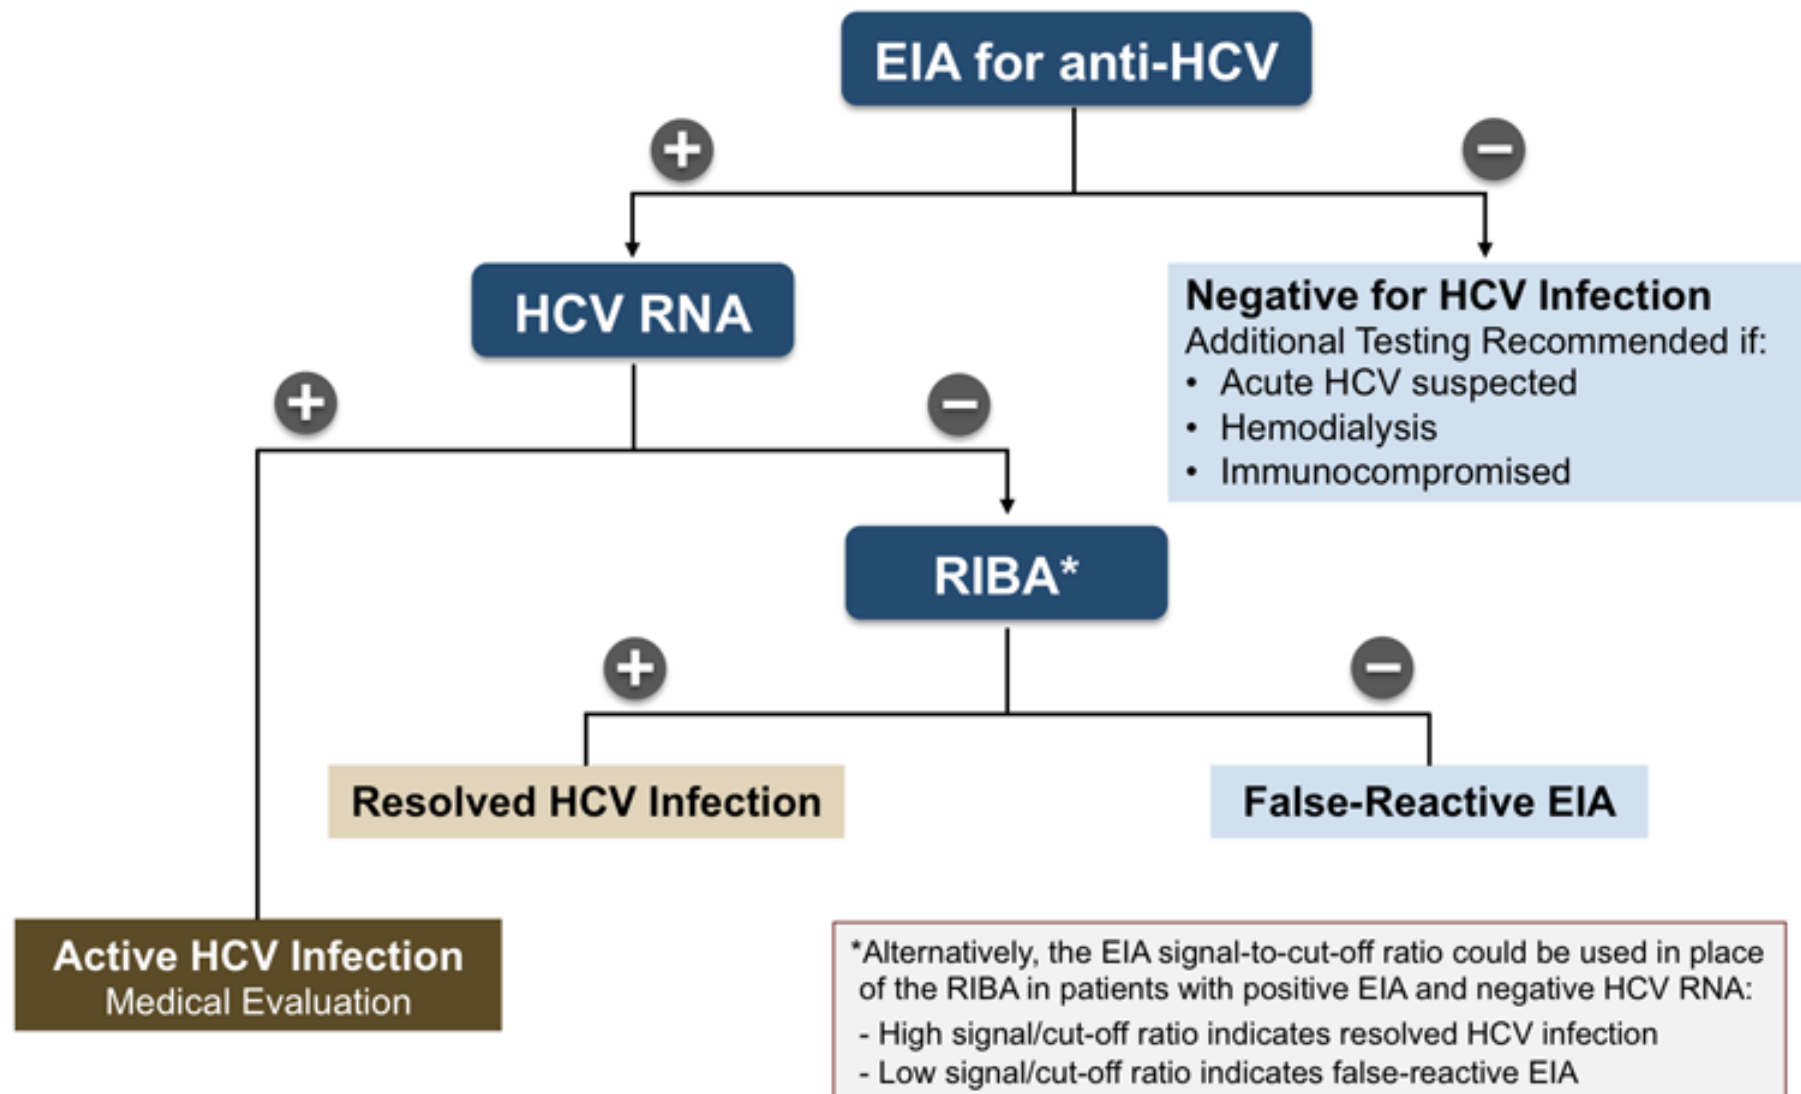 EIA for anti-HCV
+
−
HCV RNA
Negative for HCV Infection
Additional Testing Recommended if:
• Acute HCV suspected
• Hemodialysis
• Immunocompromised
+
−
RIBA*
+
−
Resolved HCV Infection
False-Reactive EIA
Active HCV Infection
Medical Evaluation
*Alternatively, the EIA signal-to-cut-off ratio could be used in place
of the RIBA in patients with positive EIA and negative HCV RNA:
- High signal/cut-off ratio indicates resolved HCV infection
- Low signal/cut-off ratio indicates false-reactive EIA